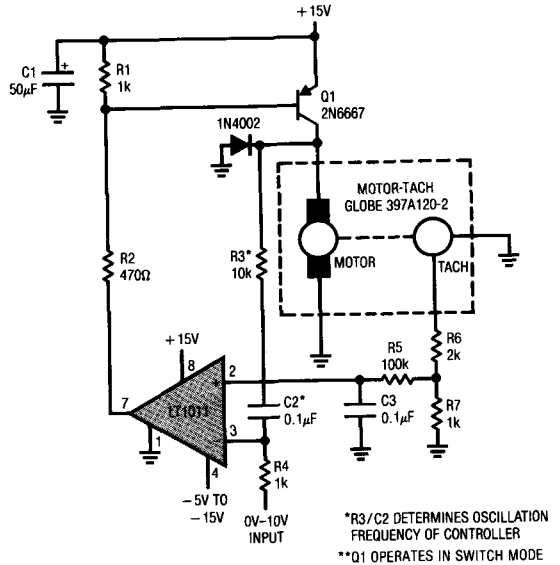 +15V
C1
50μF
+
R1
1k
Q1
2N6667
1N4002
MOTOR-TACH
GLOBE 397A120-2
MOTOR
TACH
R3*
10k
R2
470Ω
+15V
8
R6
2k
R5
100k
2
+
7
LT1011
C2*
0.1μF
C3
0.1μF
R7
1k
1
3
−
4
R4
1k
−5V TO
−15V
0V–10V
INPUT
*R3/C2 DETERMINES OSCILLATION
FREQUENCY OF CONTROLLER
**Q1 OPERATES IN SWITCH MODE